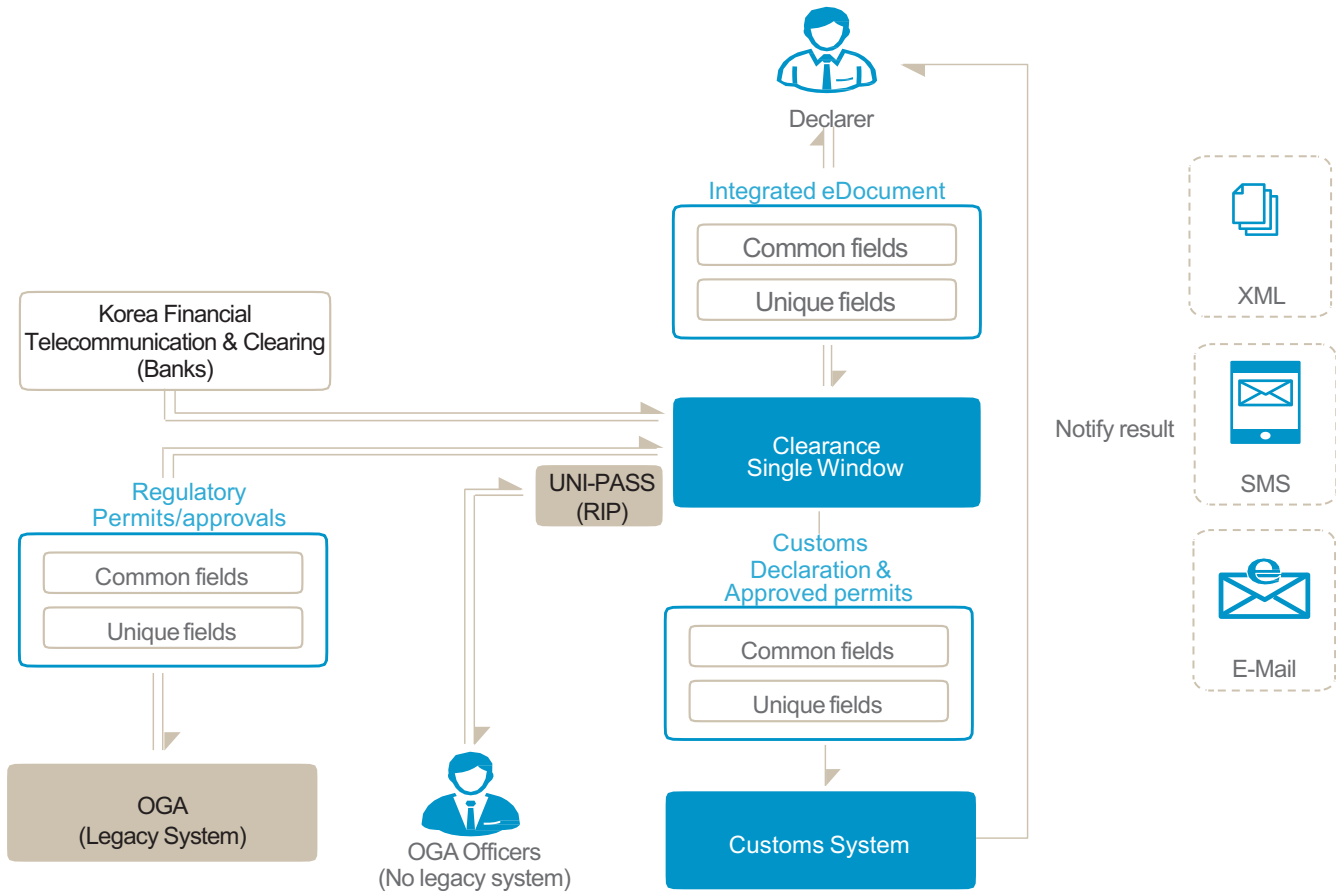 Declarer
Integrated eDocument
Common fields
Unique fields
XML
Korea Financial
Telecommunication & Clearing
(Banks)
Clearance
Single Window
Notify result
SMS
UNI-PASS
(RIP)
Regulatory
Permits/approvals
Common fields
Unique fields
Customs
Declaration &
Approved permits
Common fields
Unique fields
E-Mail
OGA
(Legacy System)
OGA Officers
(No legacy system)
Customs System